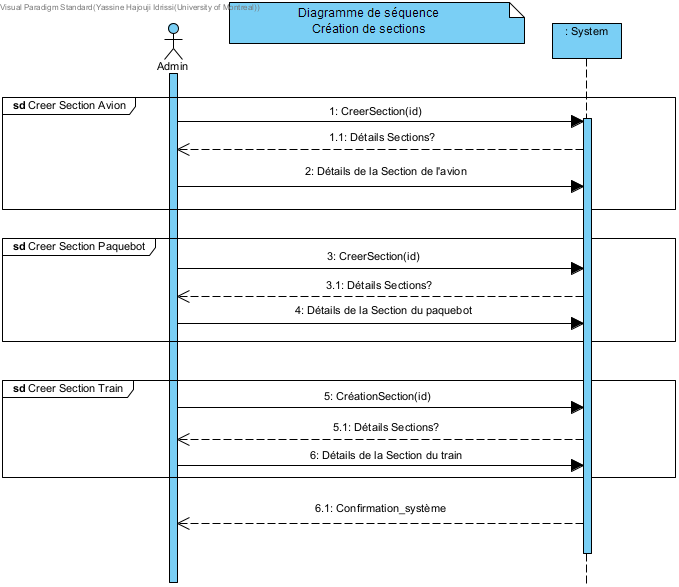 Visual Paradigm Standard(Yassine Hajouji Idrissi(University of Montreal))
Diagramme de séquence
Création de sections
: System
Admin
sd Creer Section Avion
1: CreerSection(id)
1.1: Détails Sections?
2: Détails de la Section de l'avion
sd Creer Section Paquebot
3: CreerSection(id)
3.1: Détails Sections?
4: Détails de la Section du paquebot
sd Creer Section Train
5: CréationSection(id)
5.1: Détails Sections?
6: Détails de la Section du train
6.1: Confirmation_système